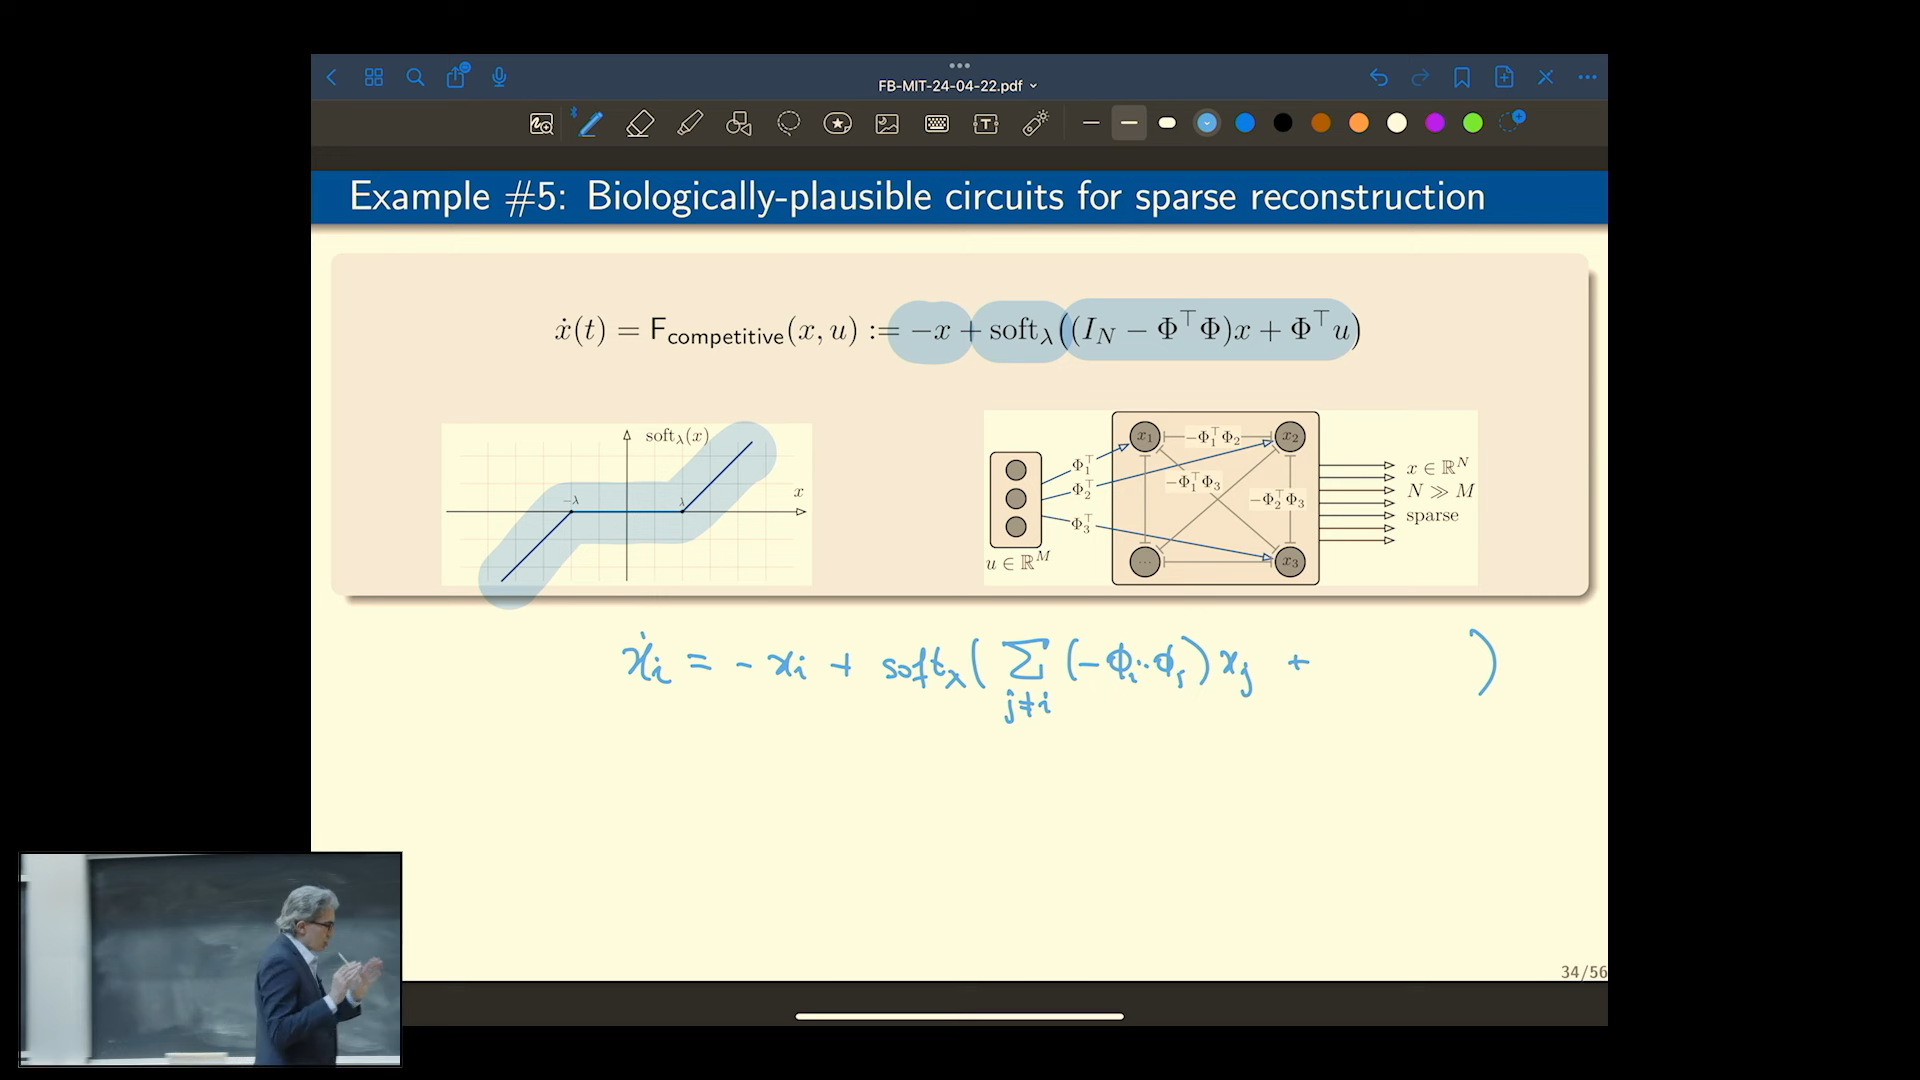 FB-MIT-24-04-22.pdf
Example #5: Biologically-plausible circuits for sparse reconstruction
ẋ(t) = F_competitive(x, u) := −x + soft_λ((I_N − Φ^⊤Φ)x + Φ^⊤u)
soft_λ(x)
−λ
λ
x
u ∈ ℝ^M
Φ_1^⊤
Φ_2^⊤
Φ_3^⊤
x_1
−Φ_1^⊤Φ_2
x_2
−Φ_1^⊤Φ_3
−Φ_2^⊤Φ_3
...
x_3
x ∈ ℝ^N
N ≫ M
sparse
ẋ_i = − x_i + soft_λ( Σ_{j≠i} (−Φ_i·Φ_j) x_j + )
34/56